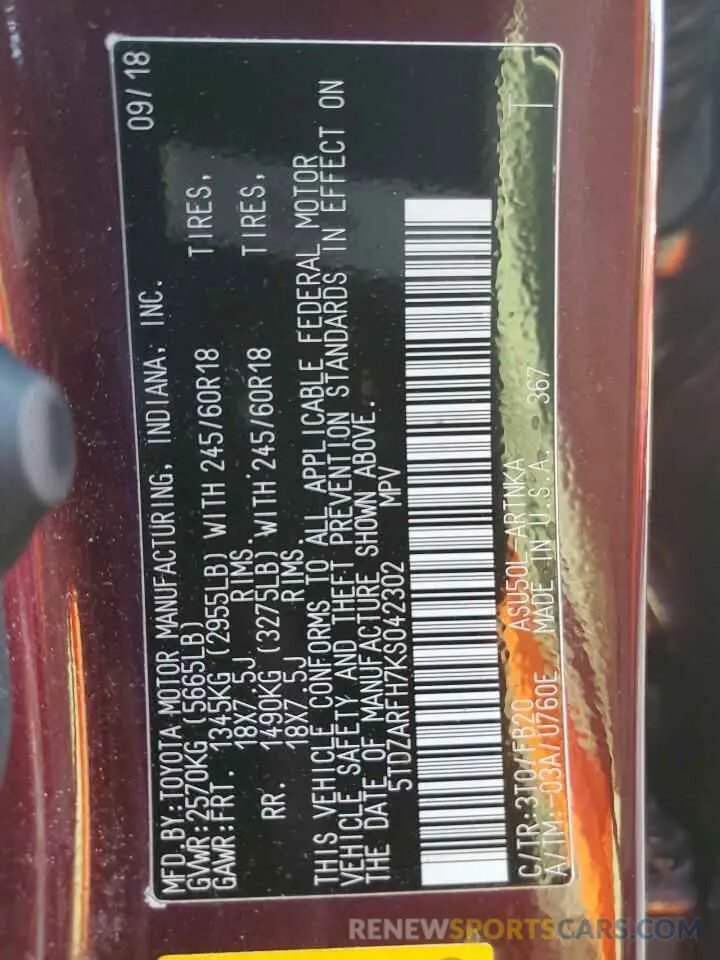 MFD.BY:TOYOTA MOTOR MANUFACTURING, INDIANA, INC. 09/18
GVWR:2570KG (5665LB)
GAWR:FRT. 1345KG (2955LB) WITH 245/60R18 TIRES,
18X7.5J RIMS.
RR. 1490KG (3275LB) WITH 245/60R18 TIRES,
18X7.5J RIMS.
THIS VEHICLE CONFORMS TO ALL APPLICABLE FEDERAL MOTOR
VEHICLE SAFETY AND THEFT PREVENTION STANDARDS IN EFFECT ON
THE DATE OF MANUFACTURE SHOWN ABOVE.
5TDZARFH7KS042302 MPV
C/TR:3T0/FB20 ASU50L-ARTNKA T
A/TM:-03A/U760E MADE IN U.S.A. 367
RENEWSPORTSCARS.COM